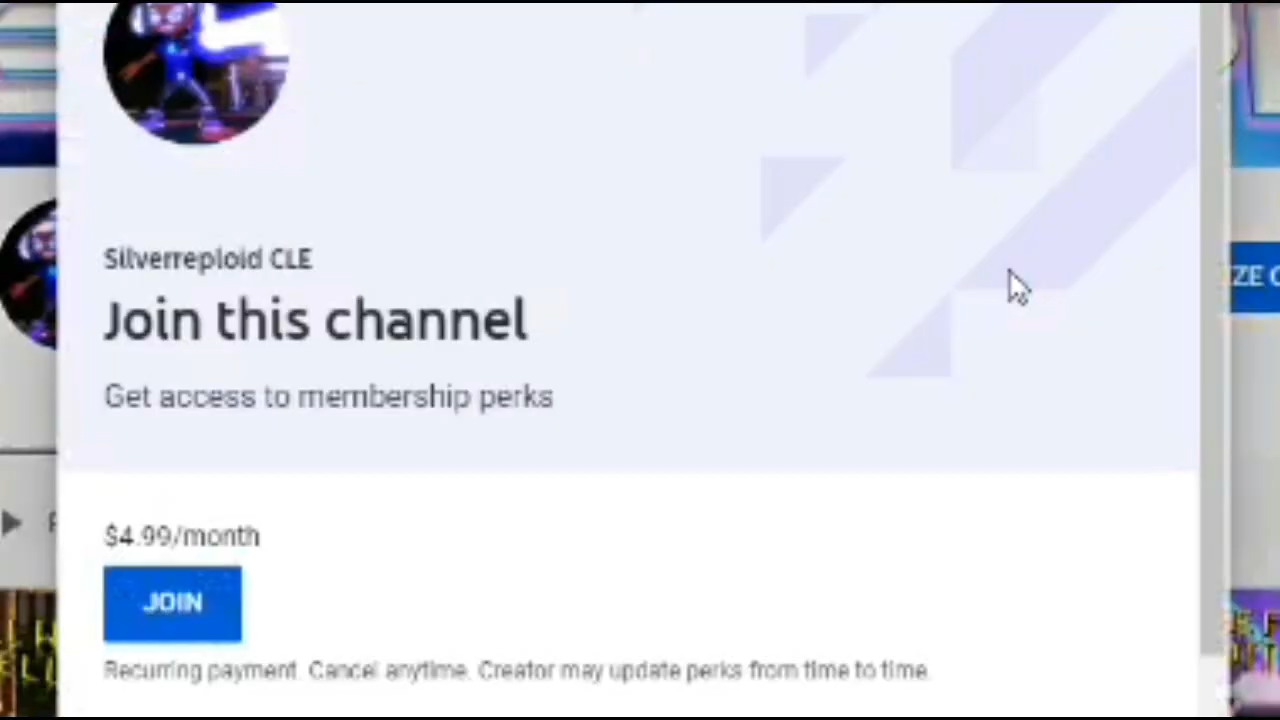 Silverreploid CLE
Join this channel
Get access to membership perks
ZE
$4.99/month
JOIN
Recurring payment. Cancel anytime. Creator may update perks from time to time.